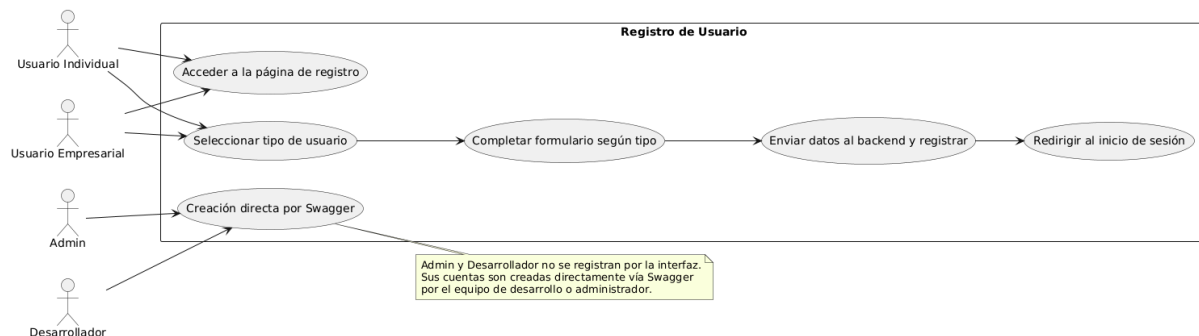 Registro de Usuario
Usuario Individual
Acceder a la página de registro
Usuario Empresarial
Seleccionar tipo de usuario
Completar formulario según tipo
Enviar datos al backend y registrar
Redirigir al inicio de sesión
Creación directa por Swagger
Admin
Admin y Desarrollador no se registran por la interfaz.
Sus cuentas son creadas directamente vía Swagger
por el equipo de desarrollo o administrador.
Desarrollador